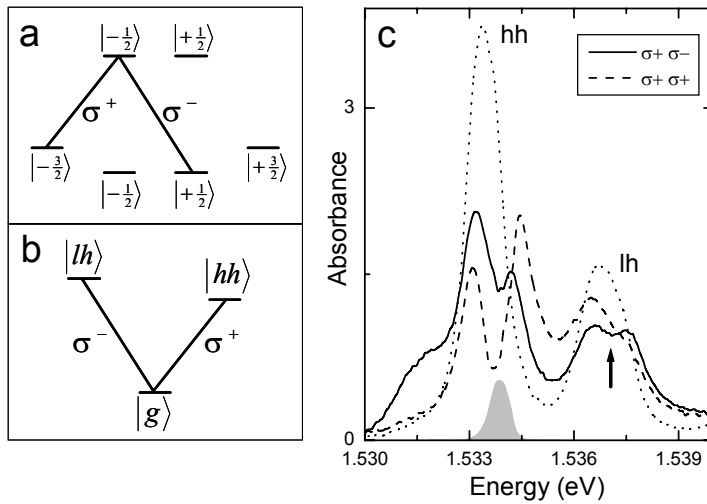 a
|-1/2⟩ |+1/2⟩
σ+ σ-
|-3/2⟩ |-1/2⟩ |+1/2⟩ |+3/2⟩
b
|lh⟩ |hh⟩
σ- σ+
|g⟩
c
hh
σ+ σ−
σ+ σ+
lh
Absorbance
3
0
1.530 1.533 1.536 1.539
Energy (eV)